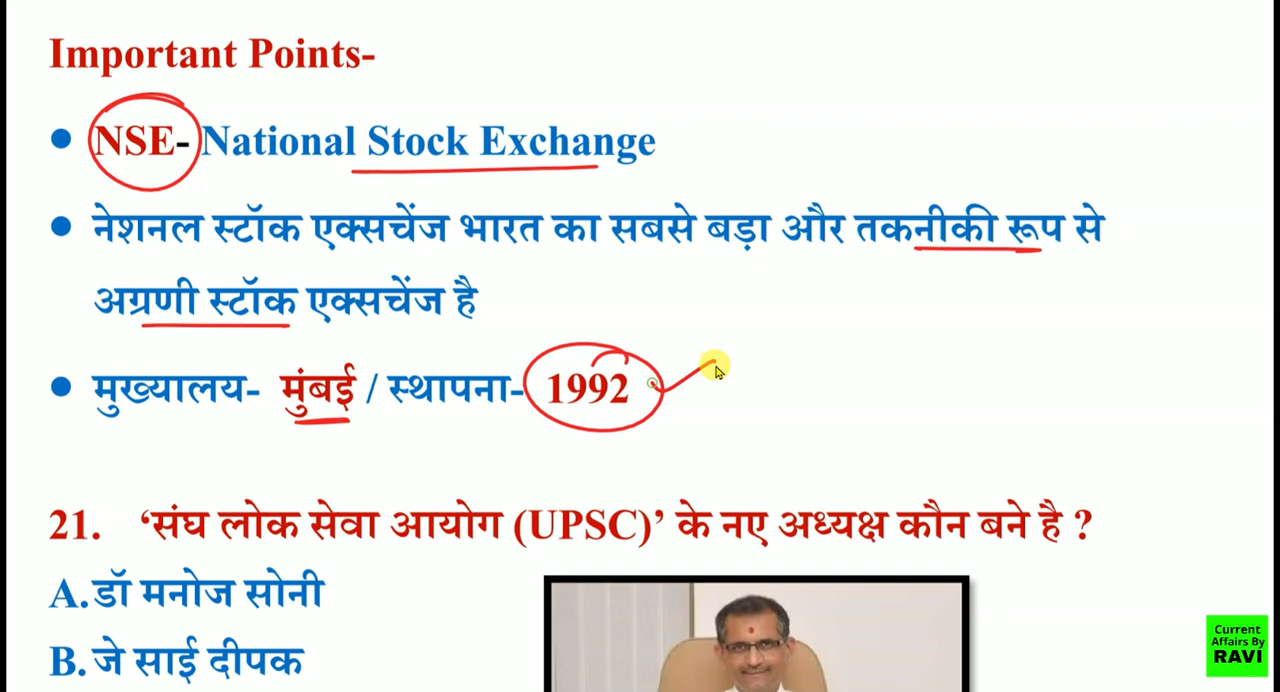 Important Points-
NSE- National Stock Exchange
नेशनल स्टॉक एक्सचेंज भारत का सबसे बड़ा और तकनीकी रूप से
अग्रणी स्टॉक एक्सचेंज है
मुख्यालय- मुंबई / स्थापना- 1992
21. ‘संघ लोक सेवा आयोग (UPSC)’ के नए अध्यक्ष कौन बने है ?
A.डॉ मनोज सोनी
B.जे साई दीपक
Current
Affairs By
RAVI